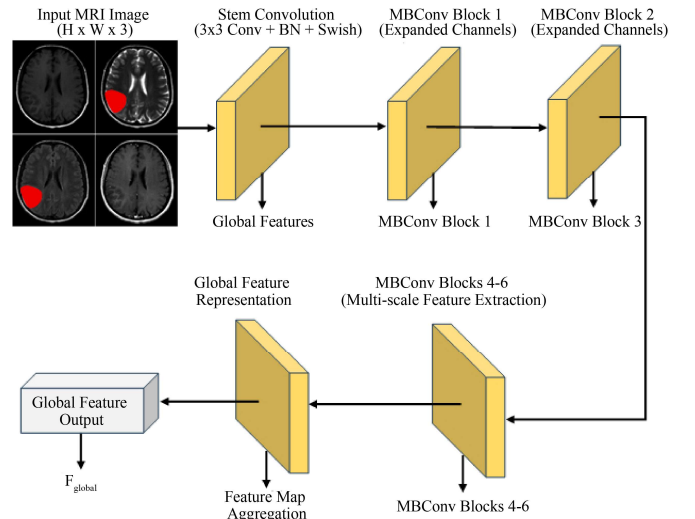 Input MRI Image
(H x W x 3)
Stem Convolution
(3x3 Conv + BN + Swish)
MBConv Block 1
(Expanded Channels)
MBConv Block 2
(Expanded Channels)
Global Features
MBConv Block 1
MBConv Block 3
Global Feature
Representation
MBConv Blocks 4-6
(Multi-scale Feature Extraction)
Global Feature
Output
F_global
Feature Map
Aggregation
MBConv Blocks 4-6